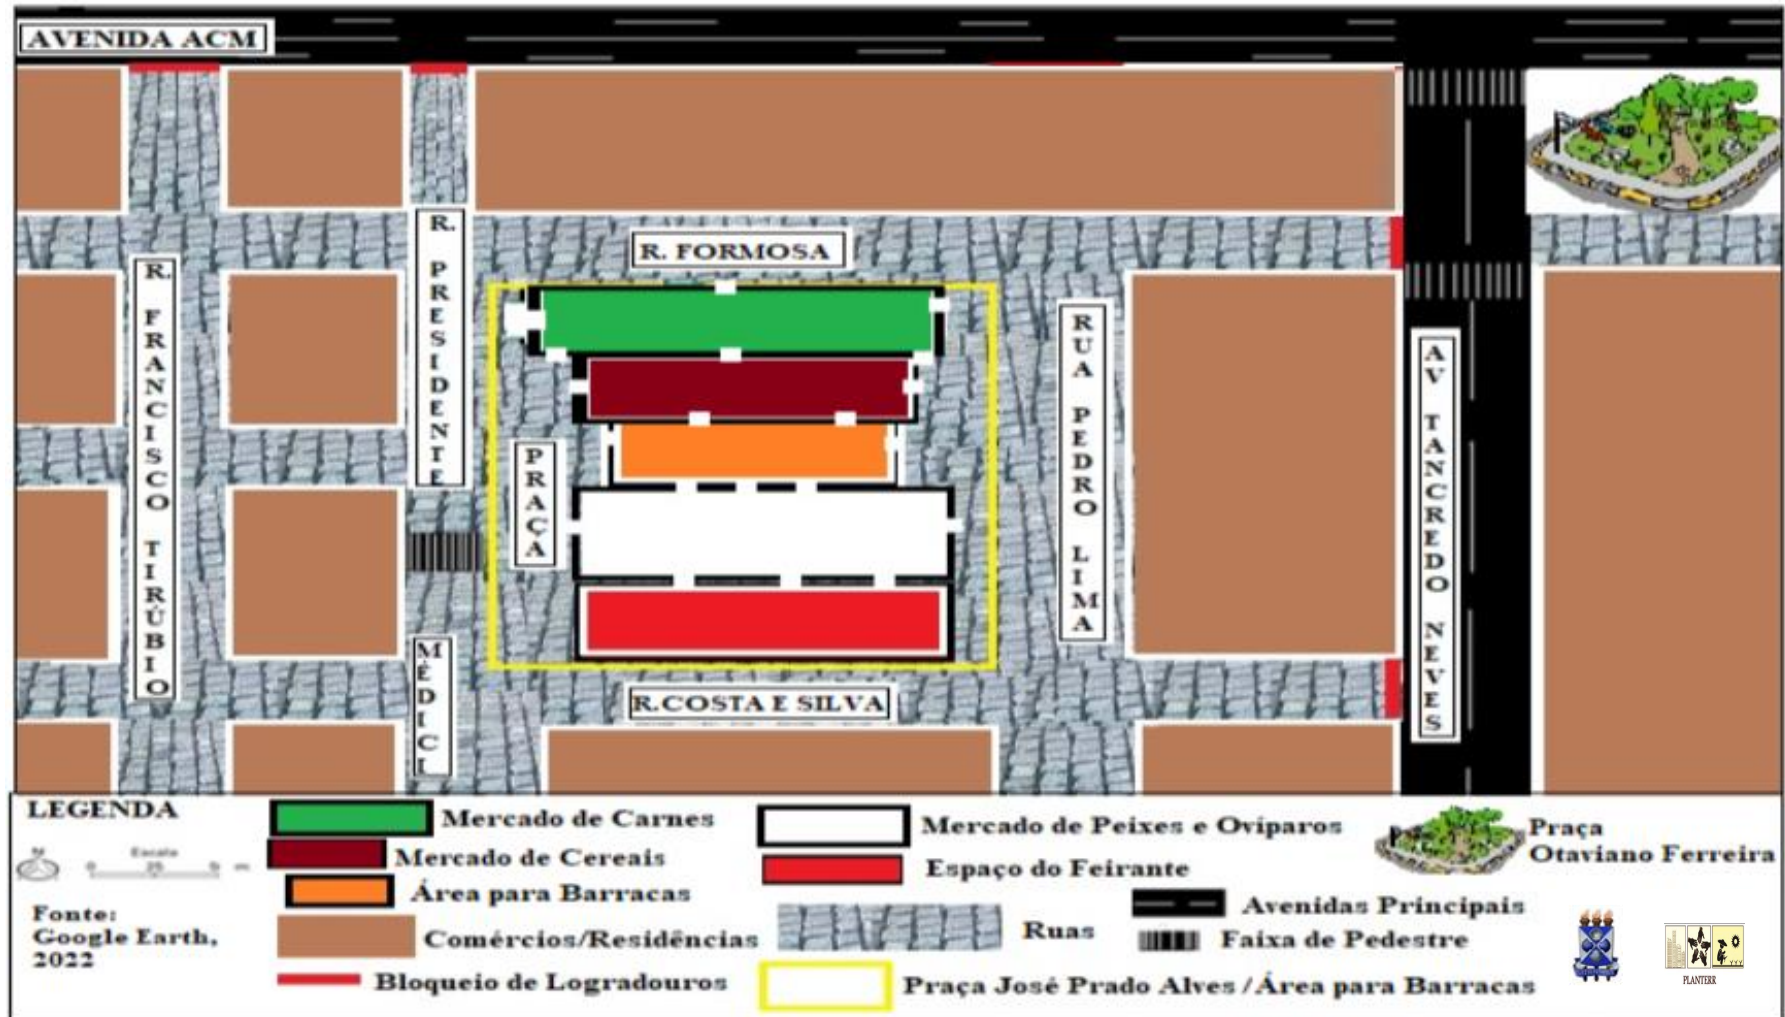 AVENIDA ACM
R. FORMOSA
R. PRESIDENTE
MÉDICI
R. FRANCISCO TIRÚBIO
PRAÇA
RUA PEDRO LIMA
AV TANCREDO NEVES
R.COSTA E SILVA
LEGENDA
N
Escala
0 25 m
Fonte:
Google Earth,
2022
Mercado de Carnes
Mercado de Cereais
Área para Barracas
Comércios/Residências
Bloqueio de Logradouros
Mercado de Peixes e Ovíparos
Espaço do Feirante
Ruas
Avenidas Principais
Faixa de Pedestre
Praça José Prado Alves /Área para Barracas
Praça
Otaviano Ferreira
PLANTERR